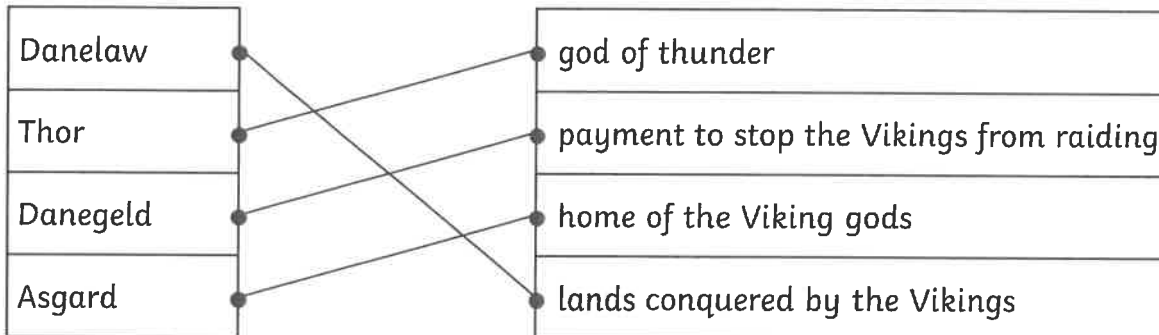 Danelaw
god of thunder
Thor
payment to stop the Vikings from raiding
Danegeld
home of the Viking gods
Asgard
lands conquered by the Vikings